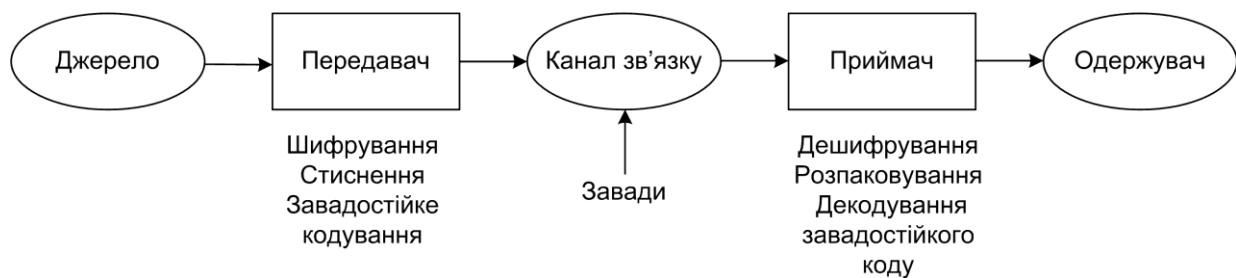 Джерело
Передавач
Канал зв’язку
Приймач
Одержувач
Шифрування
Стиснення
Завадостійке
кодування
Завади
Дешифрування
Розпаковування
Декодування
завадостійкого
коду